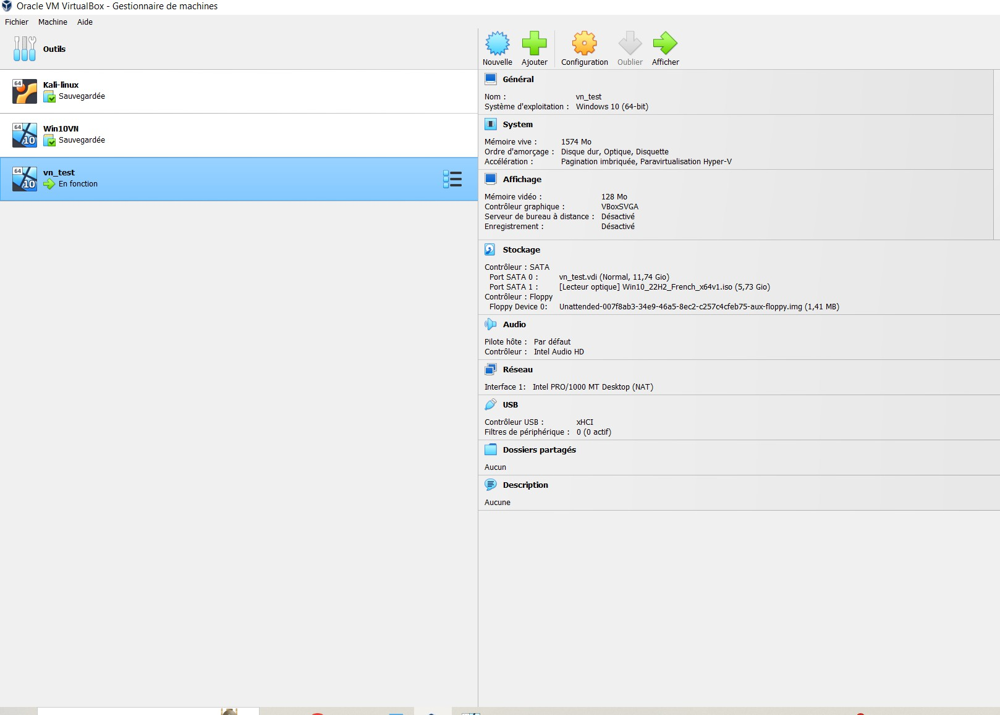 Oracle VM VirtualBox - Gestionnaire de machines
Fichier Machine Aide
Outils
Nouvelle Ajouter Configuration Oublier Afficher
64
Kali-linux
Sauvegardée
64
10
Win10VN
Sauvegardée
64
10
vn_test
En fonction
Général
Nom : vn_test
Système d'exploitation : Windows 10 (64-bit)
System
Mémoire vive : 1574 Mo
Ordre d'amorçage : Disque dur, Optique, Disquette
Accélération : Pagination imbriquée, Paravirtualisation Hyper-V
Affichage
Mémoire vidéo : 128 Mo
Contrôleur graphique : VBoxSVGA
Serveur de bureau à distance : Désactivé
Enregistrement : Désactivé
Stockage
Contrôleur : SATA
Port SATA 0 : vn_test.vdi (Normal, 11,74 Gio)
Port SATA 1 : [Lecteur optique] Win10_22H2_French_x64v1.iso (5,73 Gio)
Contrôleur : Floppy
Floppy Device 0: Unattended-007f8ab3-34e9-46a5-8ec2-c257c4cfeb75-aux-floppy.img (1,41 MB)
Audio
Pilote hôte : Par défaut
Contrôleur : Intel Audio HD
Réseau
Interface 1: Intel PRO/1000 MT Desktop (NAT)
USB
Contrôleur USB : xHCI
Filtres de périphérique : 0 (0 actif)
Dossiers partagés
Aucun
Description
Aucune